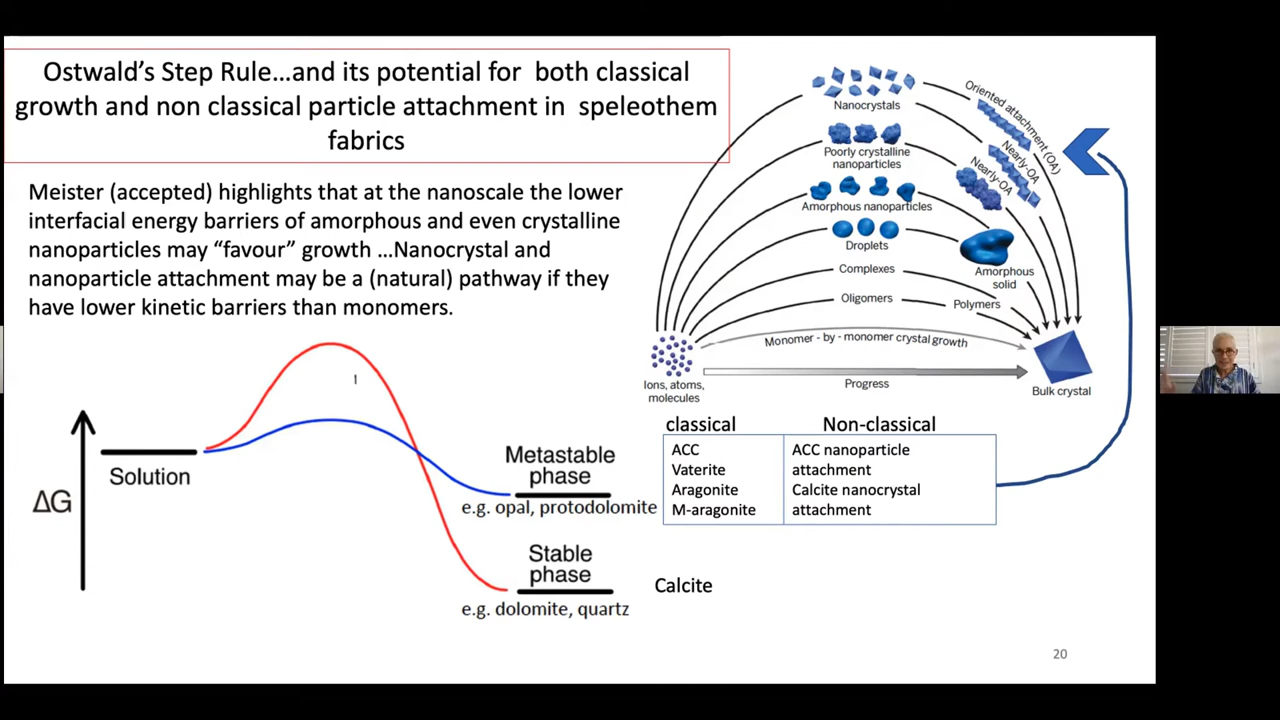 Ostwald's Step Rule...and its potential for both classical
growth and non classical particle attachment in speleothem
fabrics
Meister (accepted) highlights that at the nanoscale the lower
interfacial energy barriers of amorphous and even crystalline
nanoparticles may “favour” growth ...Nanocrystal and
nanoparticle attachment may be a (natural) pathway if they
have lower kinetic barriers than monomers.
ΔG
Solution
Metastable
phase
e.g. opal, protodolomite
Stable
phase
e.g. dolomite, quartz
Calcite
Nanocrystals
Oriented attachment (OA)
Poorly crystalline
nanoparticles
Nearly-OA
Nearly-OA
Amorphous nanoparticles
Droplets
Amorphous
solid
Complexes
Oligomers
Polymers
Monomer - by - monomer crystal growth
Ions, atoms,
molecules
Progress
Bulk crystal
classical
Non-classical
ACC
Vaterite
Aragonite
M-aragonite
ACC nanoparticle
attachment
Calcite nanocrystal
attachment
20